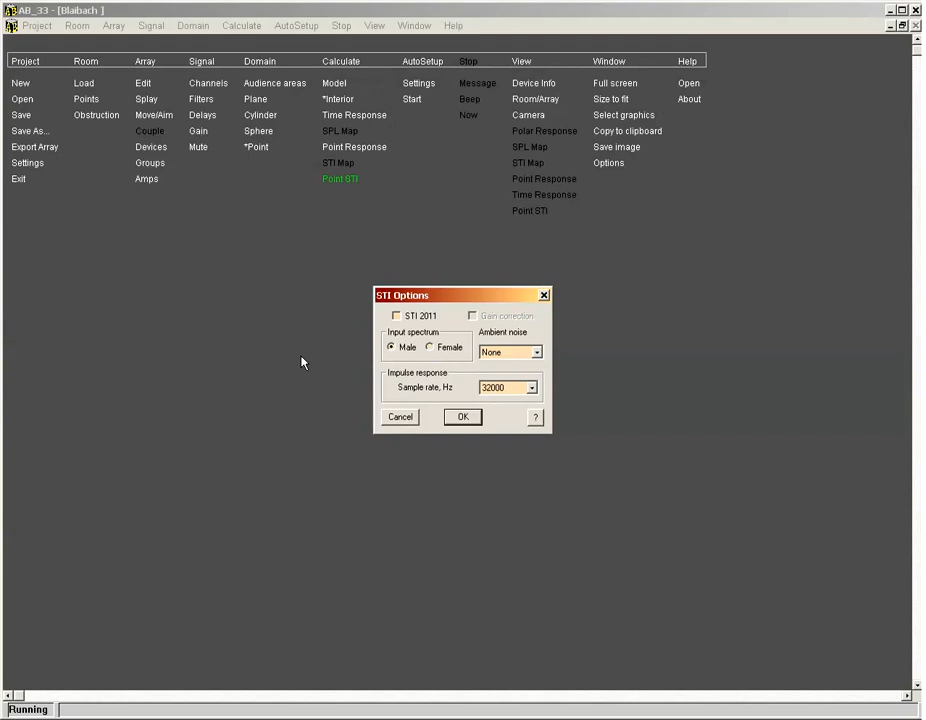 AB_33 - [Blaibach ]
Project Room Array Signal Domain Calculate AutoSetup Stop View Window Help
Project Room Array Signal Domain Calculate AutoSetup Stop View Window Help
New Load Edit Channels Audience areas Model Settings Message Device Info Full screen Open
Open Points Splay Filters Plane *Interior Start Beep Room/Array Size to fit About
Save Obstruction Move/Aim Delays Cylinder Time Response Now Camera Select graphics
Save As... Couple Gain Sphere SPL Map Polar Response Copy to clipboard
Export Array Devices Mute *Point Point Response SPL Map Save image
Settings Groups STI Map STI Map Options
Exit Amps Point STI Point Response
Time Response
Point STI
STI Options
STI 2011 Gain correction
Input spectrum Ambient noise
Male Female None
Impulse response
Sample rate, Hz 32000
Cancel OK ?
Running